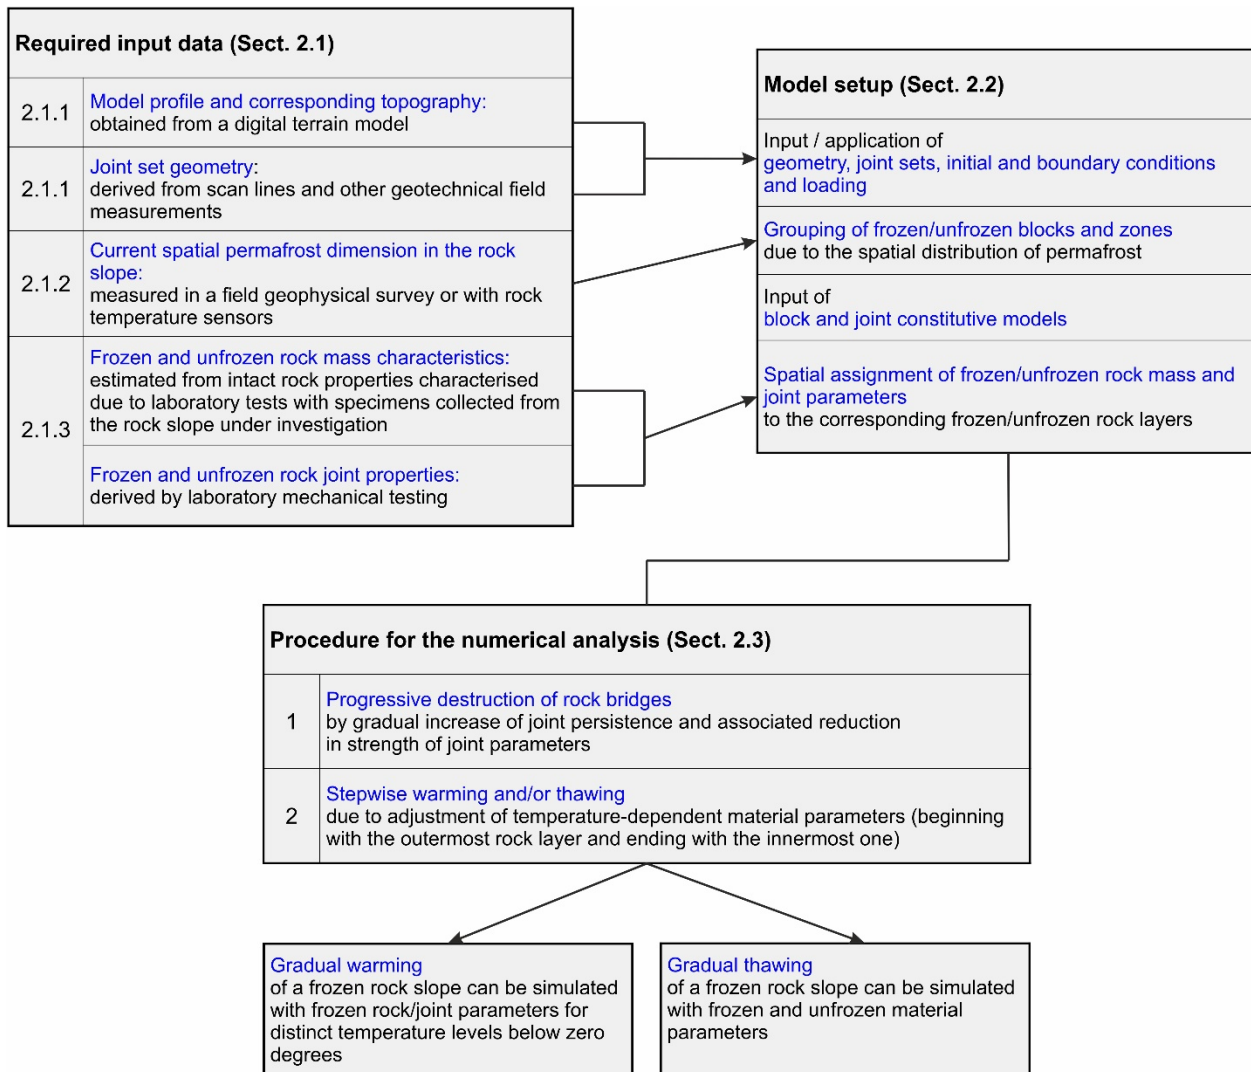 Required input data (Sect. 2.1)
2.1.1
Model profile and corresponding topography:
obtained from a digital terrain model
2.1.1
Joint set geometry:
derived from scan lines and other geotechnical field
measurements
2.1.2
Current spatial permafrost dimension in the rock
slope:
measured in a field geophysical survey or with rock
temperature sensors
2.1.3
Frozen and unfrozen rock mass characteristics:
estimated from intact rock properties characterised
due to laboratory tests with specimens collected from
the rock slope under investigation
Frozen and unfrozen rock joint properties:
derived by laboratory mechanical testing
Model setup (Sect. 2.2)
Input / application of
geometry, joint sets, initial and boundary conditions
and loading
Grouping of frozen/unfrozen blocks and zones
due to the spatial distribution of permafrost
Input of
block and joint constitutive models
Spatial assignment of frozen/unfrozen rock mass and
joint parameters
to the corresponding frozen/unfrozen rock layers
Procedure for the numerical analysis (Sect. 2.3)
1
Progressive destruction of rock bridges
by gradual increase of joint persistence and associated reduction
in strength of joint parameters
2
Stepwise warming and/or thawing
due to adjustment of temperature-dependent material parameters (beginning
with the outermost rock layer and ending with the innermost one)
Gradual warming
of a frozen rock slope can be simulated
with frozen rock/joint parameters for
distinct temperature levels below zero
degrees
Gradual thawing
of a frozen rock slope can be simulated
with frozen and unfrozen material
parameters